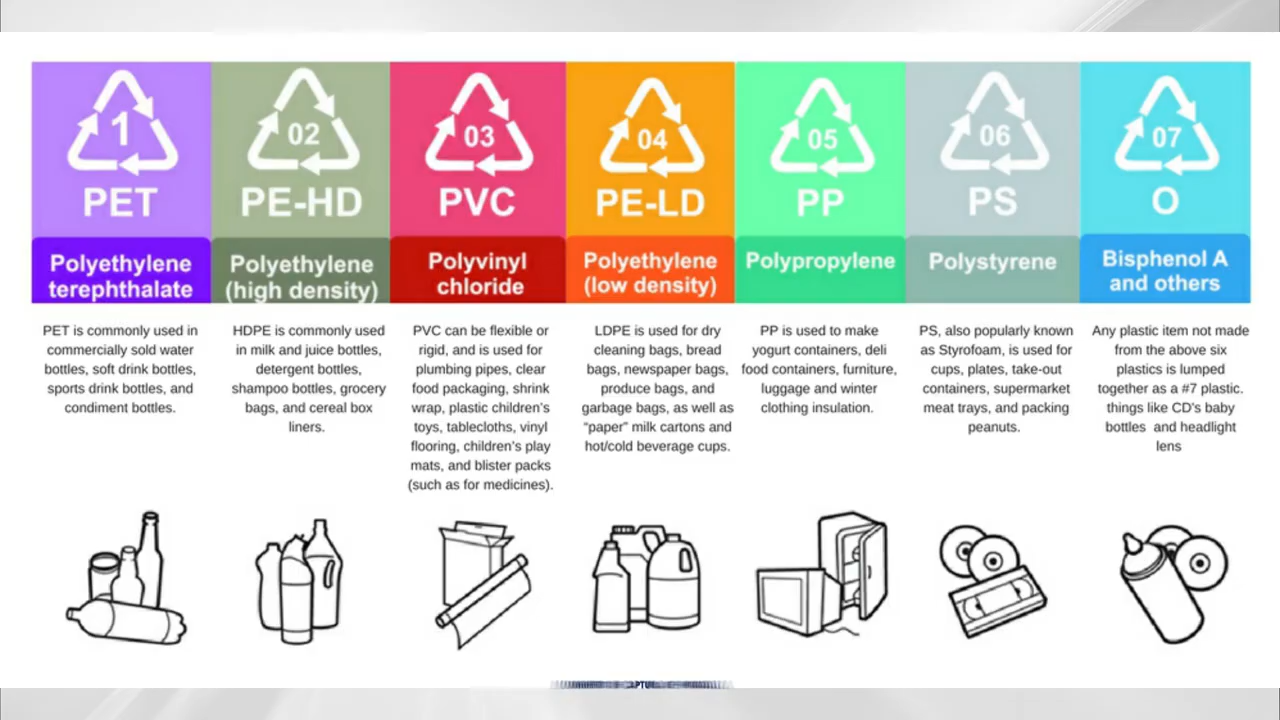 1
PET
Polyethylene
terephthalate
PET is commonly used in
commercially sold water
bottles, soft drink bottles,
sports drink bottles, and
condiment bottles.
02
PE-HD
Polyethylene
(high density)
HDPE is commonly used
in milk and juice bottles,
detergent bottles,
shampoo bottles, grocery
bags, and cereal box
liners.
03
PVC
Polyvinyl
chloride
PVC can be flexible or
rigid, and is used for
plumbing pipes, clear
food packaging, shrink
wrap, plastic children's
toys, tablecloths, vinyl
flooring, children's play
mats, and blister packs
(such as for medicines).
04
PE-LD
Polyethylene
(low density)
LDPE is used for dry
cleaning bags, bread
bags, newspaper bags,
produce bags, and
garbage bags, as well as
“paper” milk cartons and
hot/cold beverage cups.
05
PP
Polypropylene
PP is used to make
yogurt containers, deli
food containers, furniture,
luggage and winter
clothing insulation.
06
PS
Polystyrene
PS, also popularly known
as Styrofoam, is used for
cups, plates, take-out
containers, supermarket
meat trays, and packing
peanuts.
07
O
Bisphenol A
and others
Any plastic item not made
from the above six
plastics is lumped
together as a #7 plastic.
things like CD's baby
bottles and headlight
lens